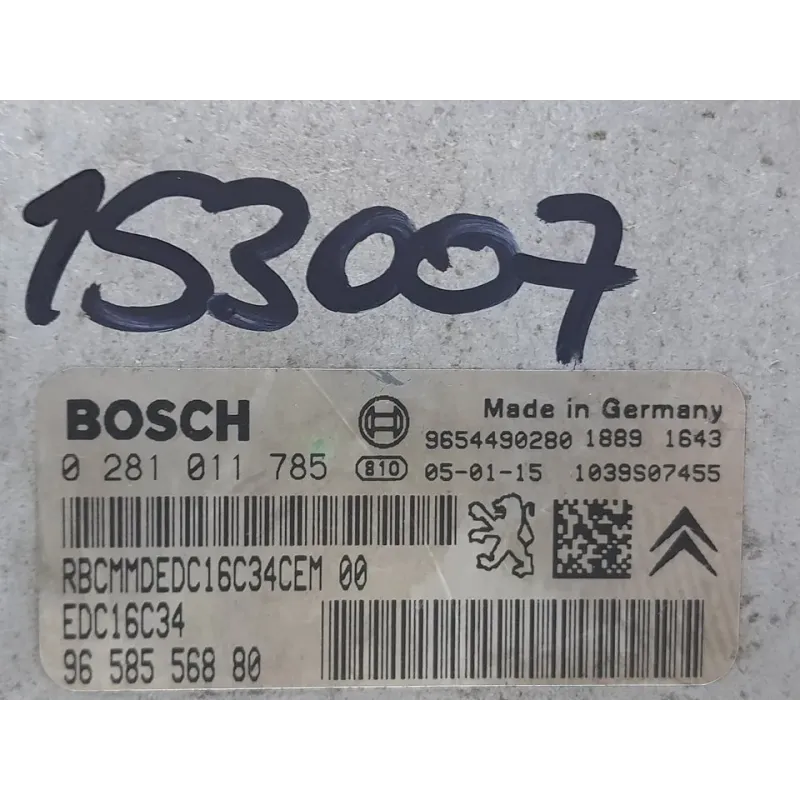 153007
BOSCH
Made in Germany
9654490280 1889 1643
0 281 011 785 810 05-01-15 1039S07455
RBCMMDEDC16C34CEM 00
EDC16C34
96 585 568 80